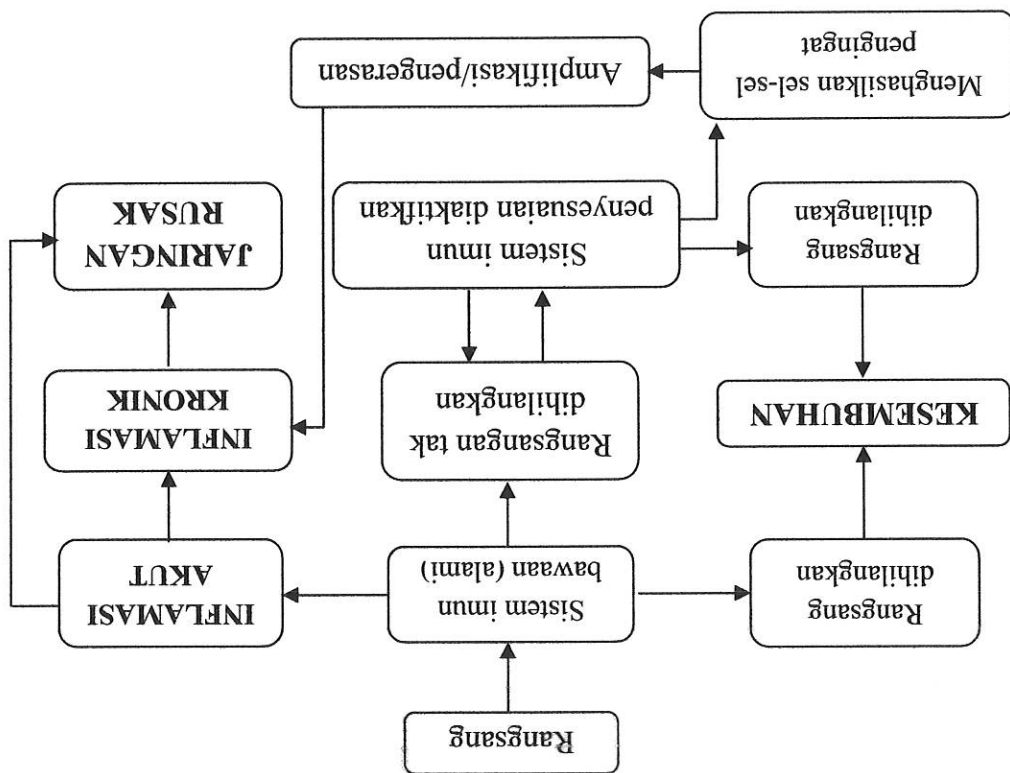 Rangsang
Rangsang
dihilangkan
Sistem imun
bawaan (alami)
INFLAMASI
AKUT
KESEMBUHAN
Rangsangan tak
dihilangkan
INFLAMASI
KRONIK
Rangsang
dihilangkan
Sistem imun
penyesuaian diaktifkan
JARINGAN
RUSAK
Menghasilkan sel-sel
pengingat
Amplifikasi/pengerasan